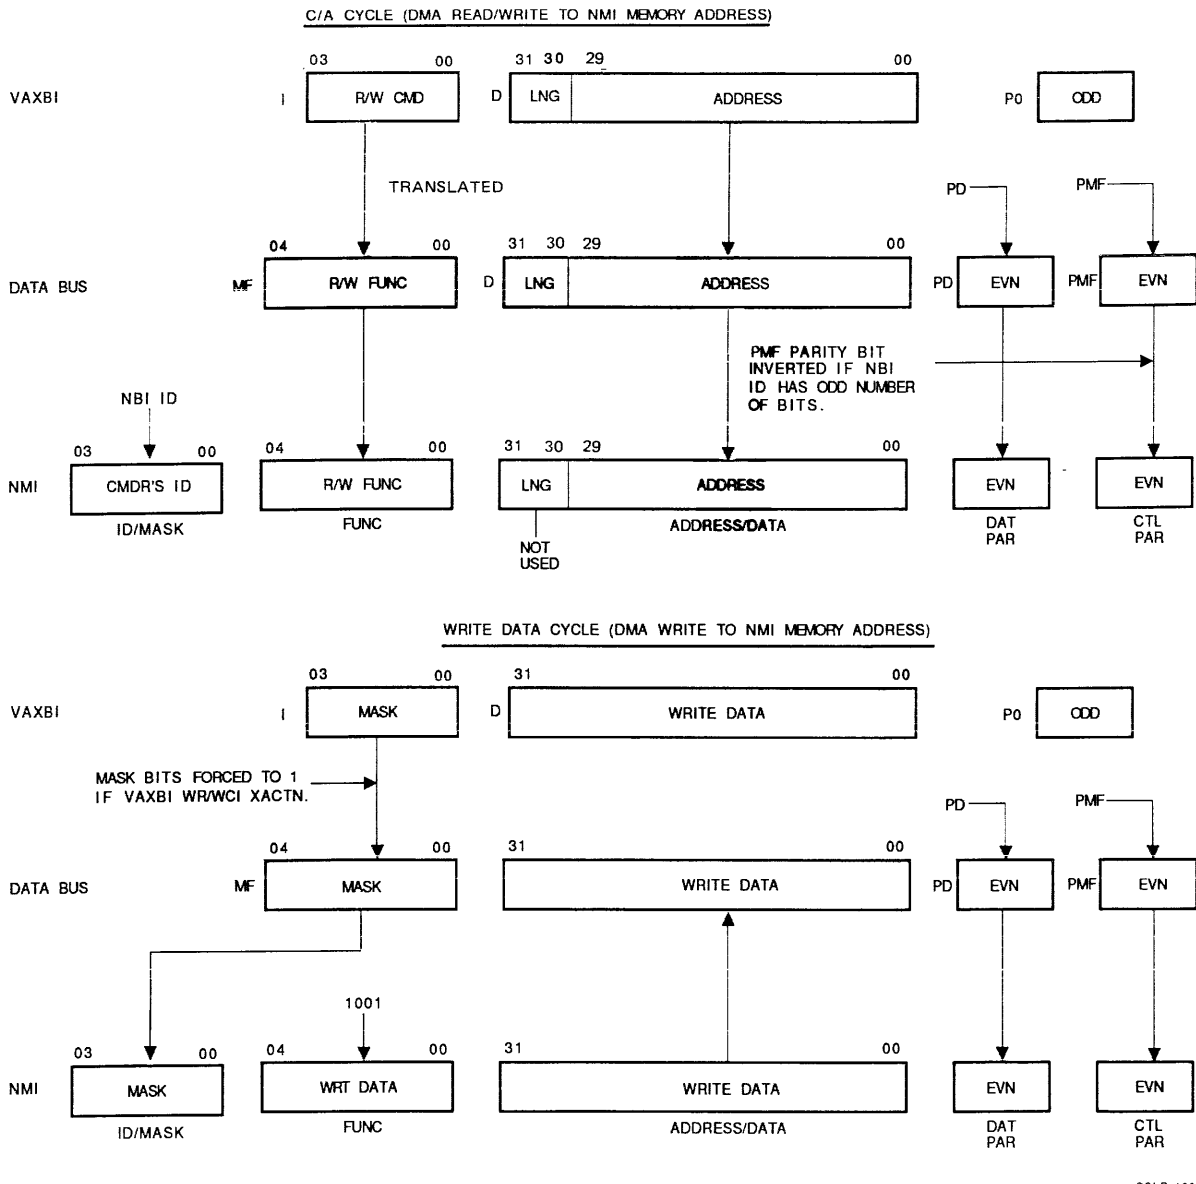 C/A CYCLE (DMA READ/WRITE TO NMI MEMORY ADDRESS)
03 00 31 30 29 00
VAXBI I R/W CMD D LNG ADDRESS P0 ODD
TRANSLATED PD PMF
04 00 31 30 29 00
DATA BUS MF R/W FUNC D LNG ADDRESS PD EVN PMF EVN
PMF PARITY BIT
INVERTED IF NBI
ID HAS ODD NUMBER
OF BITS.
NBI ID
03 00 04 00 31 30 29 00
NMI CMDR'S ID R/W FUNC LNG ADDRESS EVN EVN
ID/MASK FUNC ADDRESS/DATA DAT PAR CTL PAR
NOT
USED
WRITE DATA CYCLE (DMA WRITE TO NMI MEMORY ADDRESS)
03 00 31 00
VAXBI I MASK D WRITE DATA P0 ODD
MASK BITS FORCED TO 1
IF VAXBI WR/WCI XACTN.
PD PMF
04 00 31 00
DATA BUS MF MASK WRITE DATA PD EVN PMF EVN
1001
03 00 04 00 31 00
NMI MASK WRT DATA WRITE DATA EVN EVN
ID/MASK FUNC ADDRESS/DATA DAT PAR CTL PAR